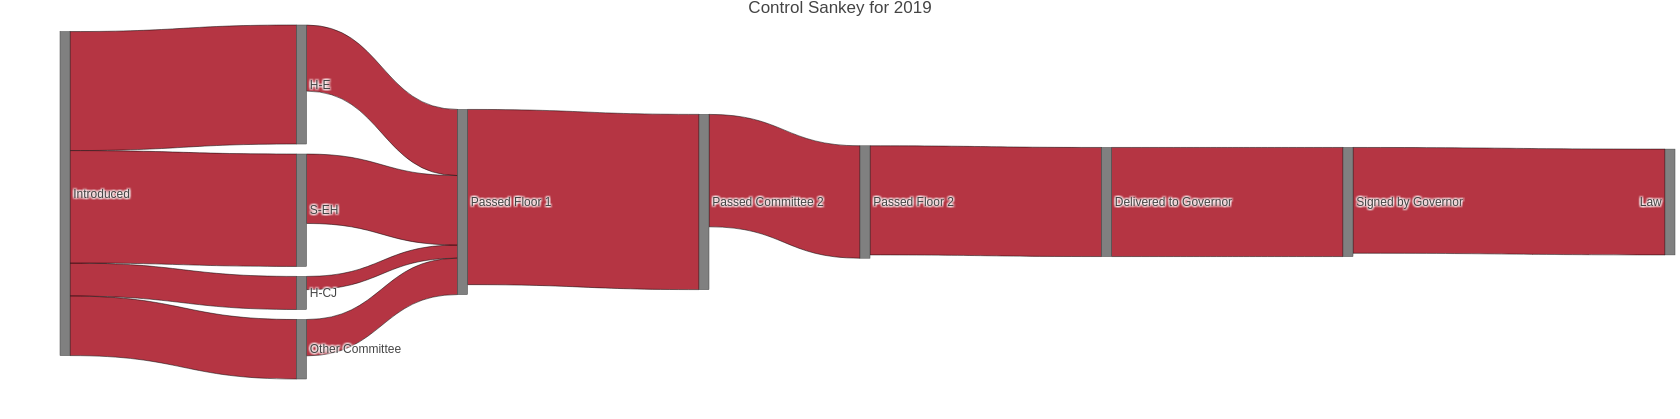 Control Sankey for 2019
H-E
Introduced
S-EH
H-CJ
Other Committee
Passed Floor 1
Passed Committee 2
Passed Floor 2
Delivered to Governor
Signed by Governor
Law